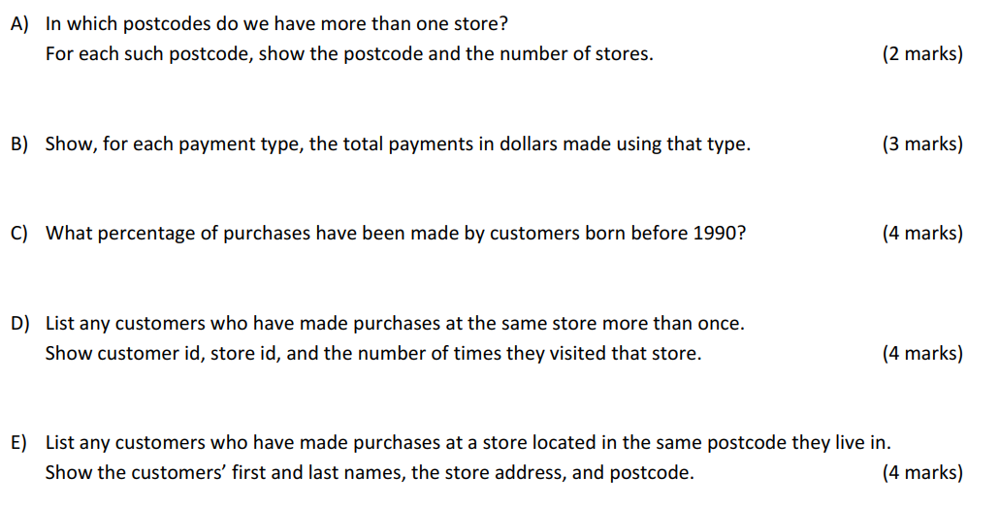 A) In which postcodes do we have more than one store?
For each such postcode, show the postcode and the number of stores. (2 marks)
B) Show, for each payment type, the total payments in dollars made using that type. (3 marks)
C) What percentage of purchases have been made by customers born before 1990? (4 marks)
D) List any customers who have made purchases at the same store more than once.
Show customer id, store id, and the number of times they visited that store. (4 marks)
E) List any customers who have made purchases at a store located in the same postcode they live in.
Show the customers’ first and last names, the store address, and postcode. (4 marks)